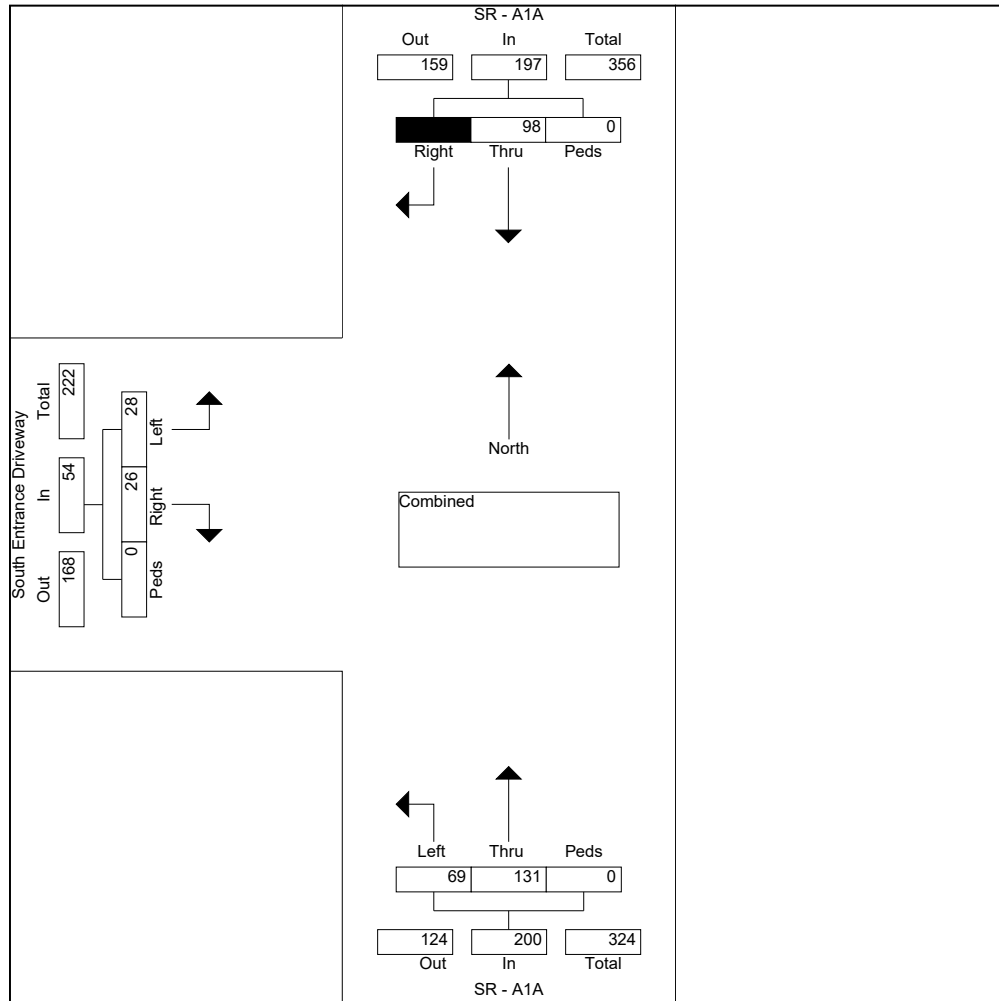 SR - A1A
Out In Total
159 197 356
98 0
Right Thru Peds
South Entrance Driveway
Out In Total
168 54 222
0 26 28
Peds Right Left
North
Combined
Left Thru Peds
69 131 0
124 200 324
Out In Total
SR - A1A